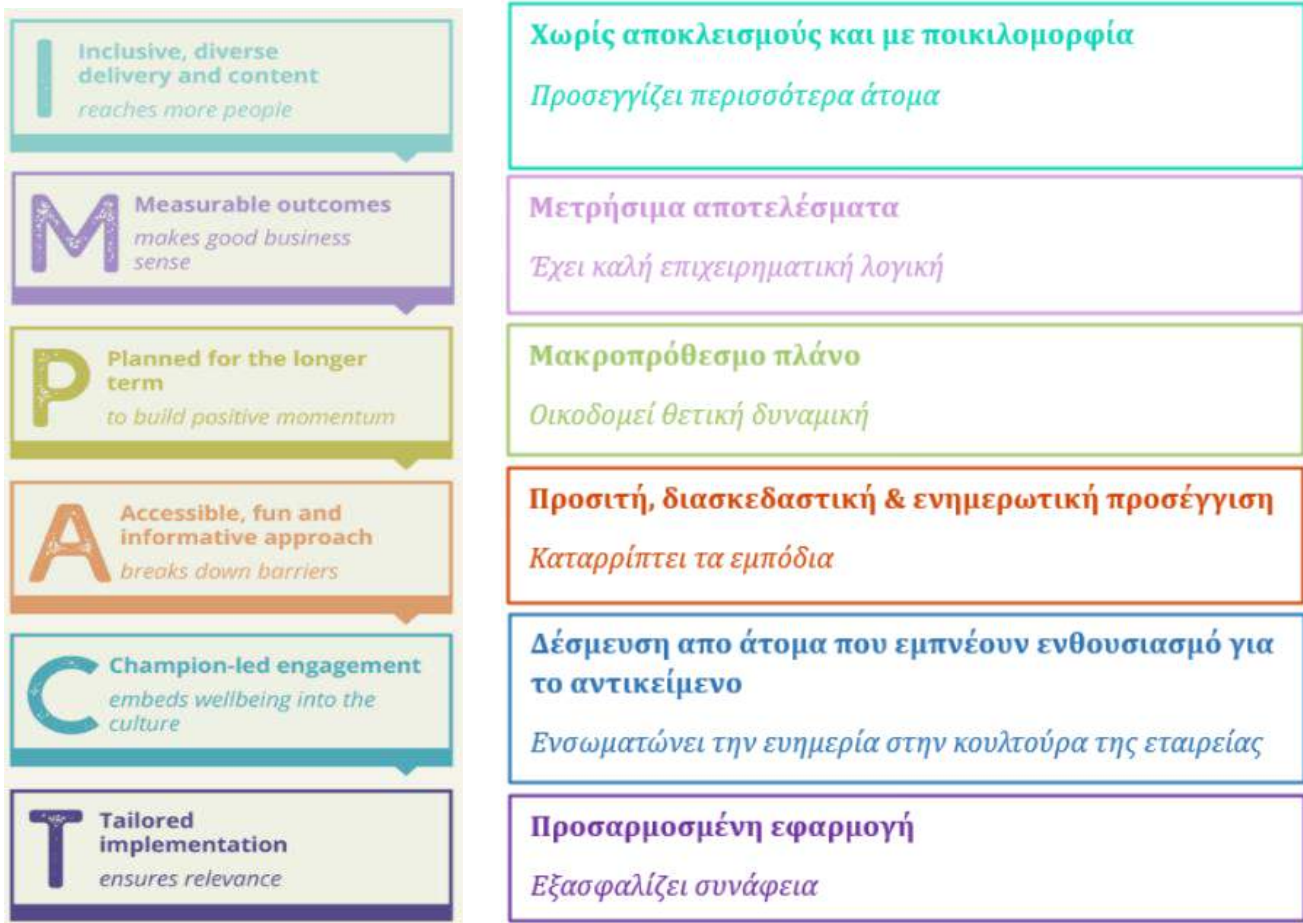 I
Inclusive, diverse
delivery and content
reaches more people
Χωρίς αποκλεισμούς και με ποικιλομορφία
Προσεγγίζει περισσότερα άτομα
M
Measurable outcomes
makes good business
sense
Μετρήσιμα αποτελέσματα
Έχει καλή επιχειρηματική λογική
P
Planned for the longer
term
to build positive momentum
Μακροπρόθεσμο πλάνο
Οικοδομεί θετική δυναμική
A
Accessible, fun and
informative approach
breaks down barriers
Προσιτή, διασκεδαστική & ενημερωτική προσέγγιση
Καταρρίπτει τα εμπόδια
C
Champion-led engagement
embeds wellbeing into the
culture
Δέσμευση απο άτομα που εμπνέουν ενθουσιασμό για
το αντικείμενο
Ενσωματώνει την ευημερία στην κουλτούρα της εταιρείας
T
Tailored
implementation
ensures relevance
Προσαρμοσμένη εφαρμογή
Εξασφαλίζει συνάφεια